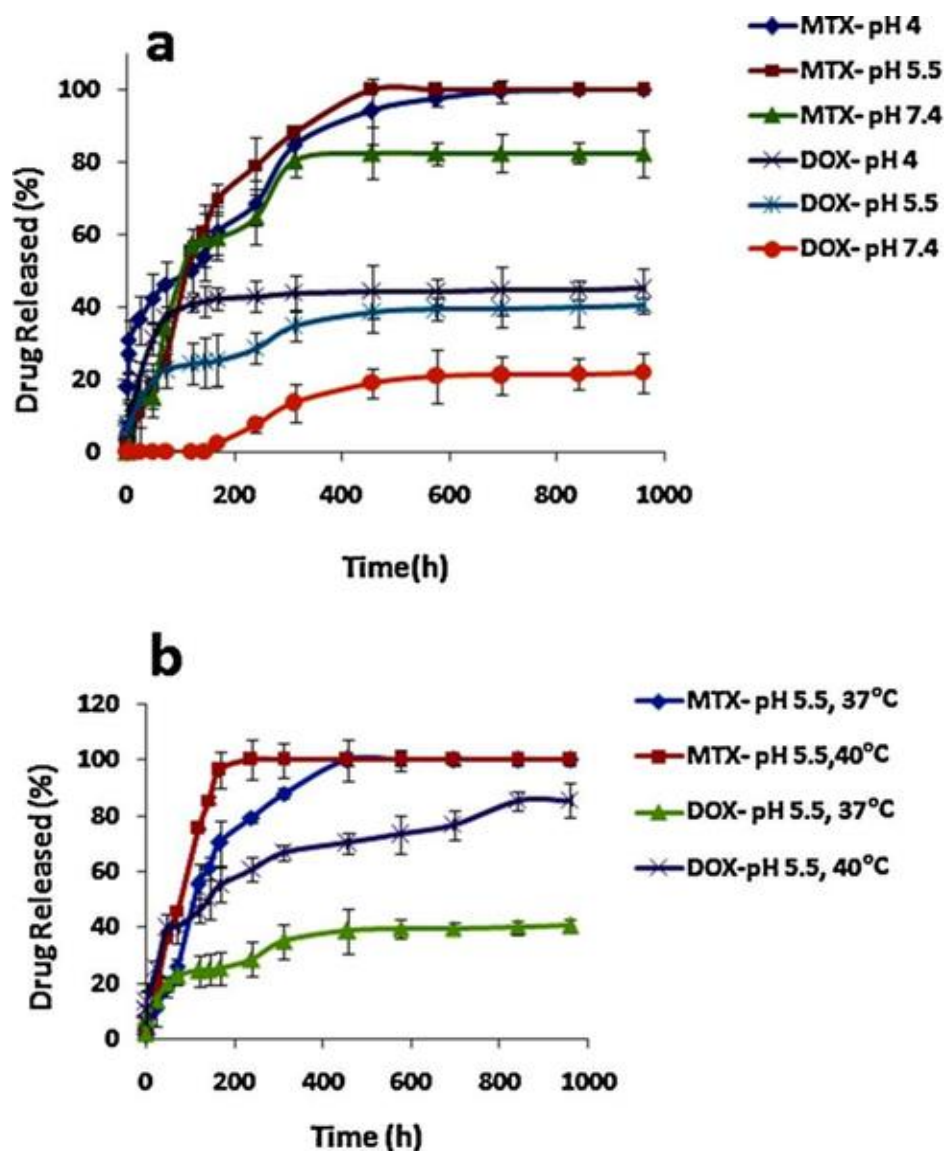 a
MTX- pH 4
MTX- pH 5.5
MTX- pH 7.4
DOX- pH 4
DOX- pH 5.5
DOX- pH 7.4
Drug Released (%)
100
80
60
40
20
0
0 200 400 600 800 1000
Time(h)
b
MTX- pH 5.5, 37°C
MTX- pH 5.5,40°C
DOX- pH 5.5, 37°C
DOX-pH 5.5, 40°C
Drug Released (%)
120
100
80
60
40
20
0
0 200 400 600 800 1000
Time (h)